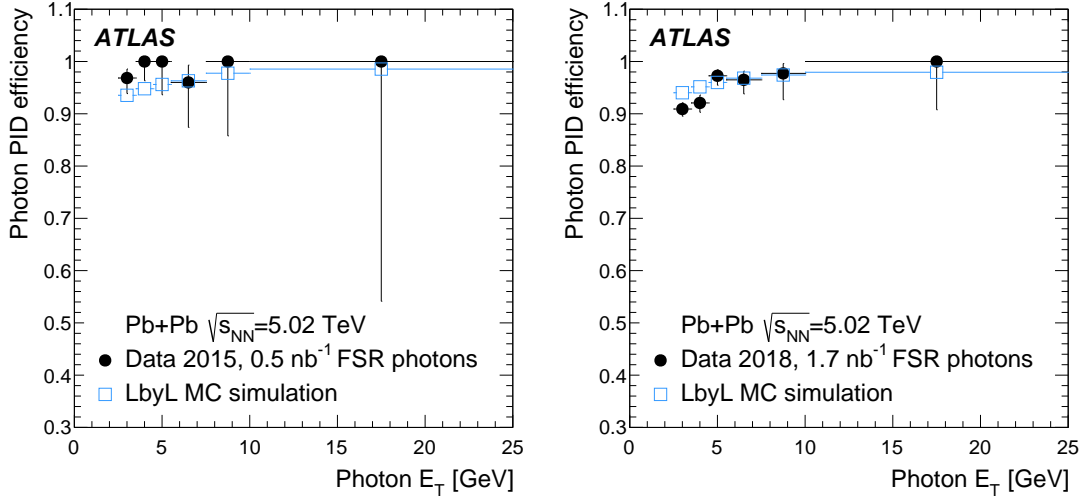 Photon PID efficiency
1.1
1
0.9
0.8
0.7
0.6
0.5
0.4
0.3
ATLAS
Pb+Pb √s_NN=5.02 TeV
Data 2015, 0.5 nb⁻¹ FSR photons
LbyL MC simulation
0 5 10 15 20 25
Photon E_T [GeV]
Photon PID efficiency
1.1
1
0.9
0.8
0.7
0.6
0.5
0.4
0.3
ATLAS
Pb+Pb √s_NN=5.02 TeV
Data 2018, 1.7 nb⁻¹ FSR photons
LbyL MC simulation
0 5 10 15 20 25
Photon E_T [GeV]